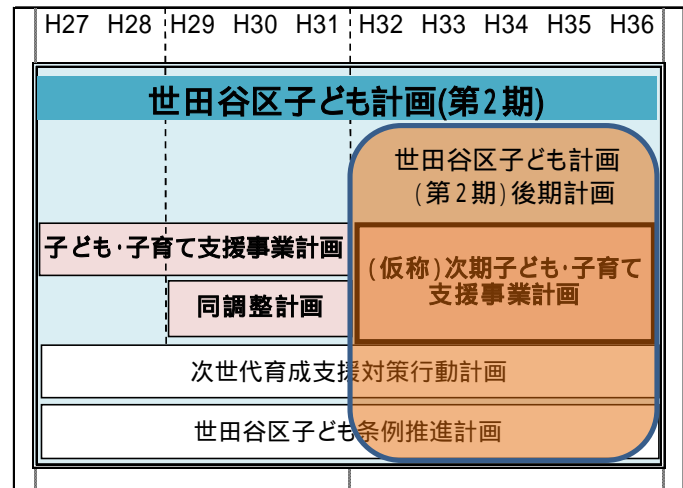 H27 H28 H29 H30 H31 H32 H33 H34 H35 H36
世田谷区子ども計画(第2期)
世田谷区子ども計画
(第2期)後期計画
子ども・子育て支援事業計画
(仮称)次期子ども・子育て
支援事業計画
同調整計画
次世代育成支援対策行動計画
世田谷区子ども条例推進計画